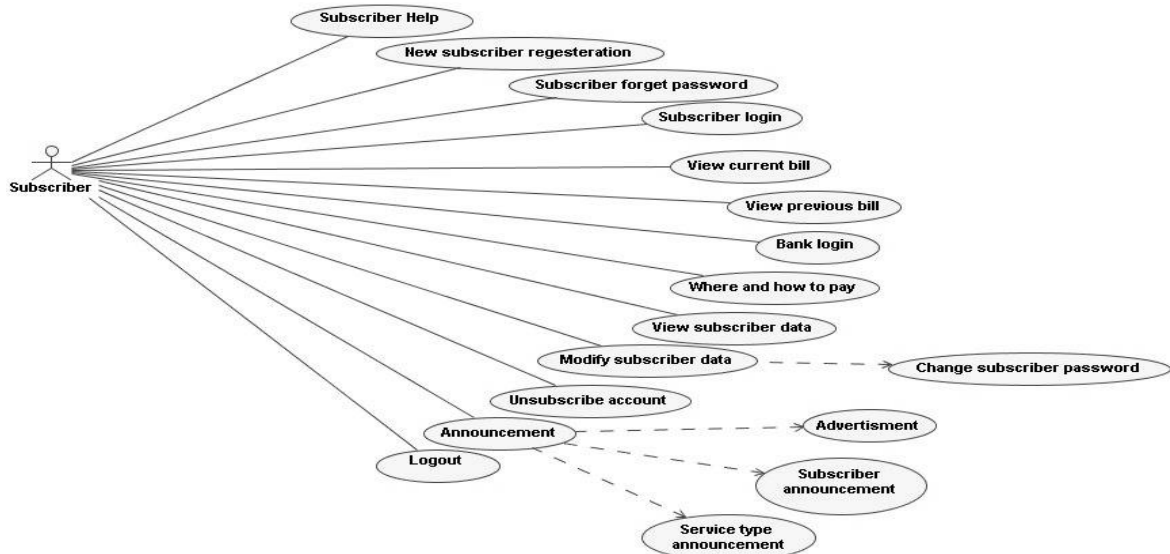 Subscriber Help
New subscriber regesteration
Subscriber forget password
Subscriber login
View current bill
Subscriber
View previous bill
Bank login
Where and how to pay
View subscriber data
Modify subscriber data
Change subscriber password
Unsubscribe account
Advertisment
Announcement
Logout
Subscriber
announcement
Service type
announcement